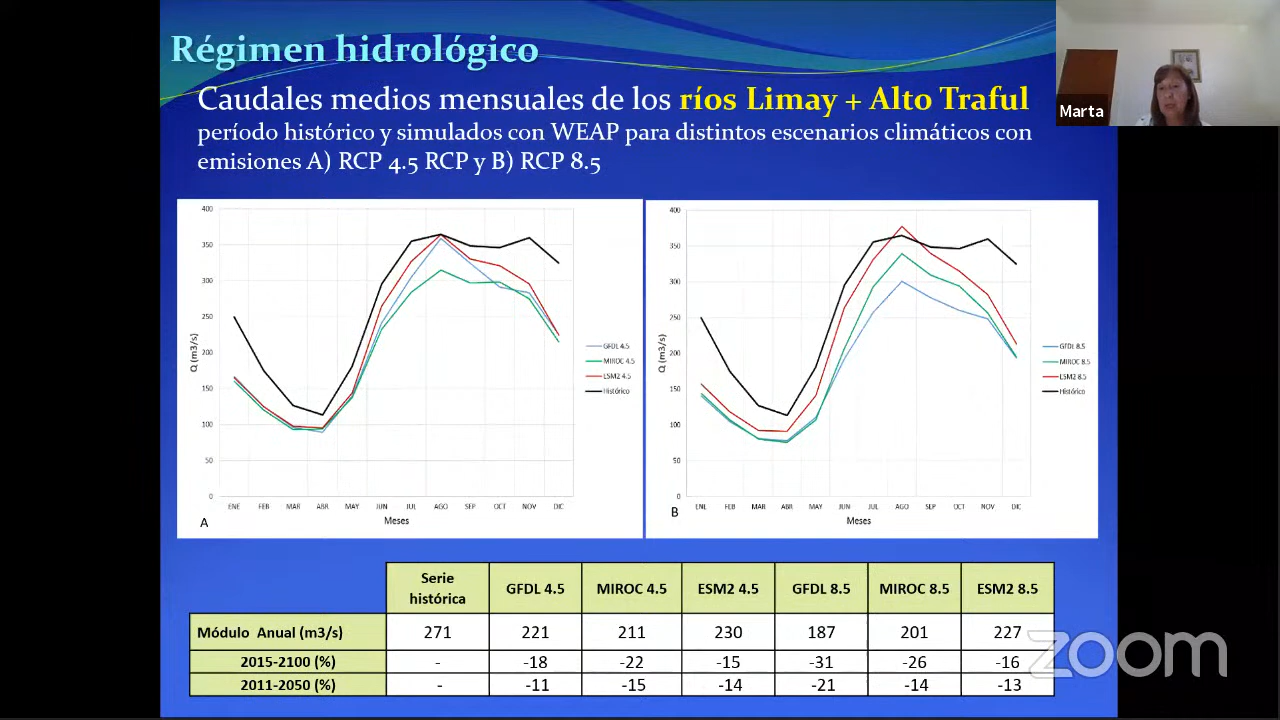 Régimen hidrológico
Caudales medios mensuales de los ríos Limay + Alto Traful
período histórico y simulados con WEAP para distintos escenarios climáticos con
emisiones A) RCP 4.5 RCP y B) RCP 8.5
Marta
400
350
300
250
200
150
100
50
0
Q (m3/s)
ENE FEB MAR ABR MAY JUN JUL AGO SEP OCT NOV DIC
Meses
A
GFDL 4.5
MIROC 4.5
ESM2 4.5
Histórico
400
350
300
250
200
150
100
50
0
Q (m3/s)
ENE FEB MAR ABR MAY JUN JUL AGO SEP OCT NOV DIC
Meses
B
GFDL 8.5
MIROC 8.5
ESM2 8.5
Histórico
Serie histórica GFDL 4.5 MIROC 4.5 ESM2 4.5 GFDL 8.5 MIROC 8.5 ESM2 8.5
Módulo Anual (m3/s) 271 221 211 230 187 201 227
2015-2100 (%) - -18 -22 -15 -31 -26 -16
2011-2050 (%) - -11 -15 -14 -21 -14 -13
zoom